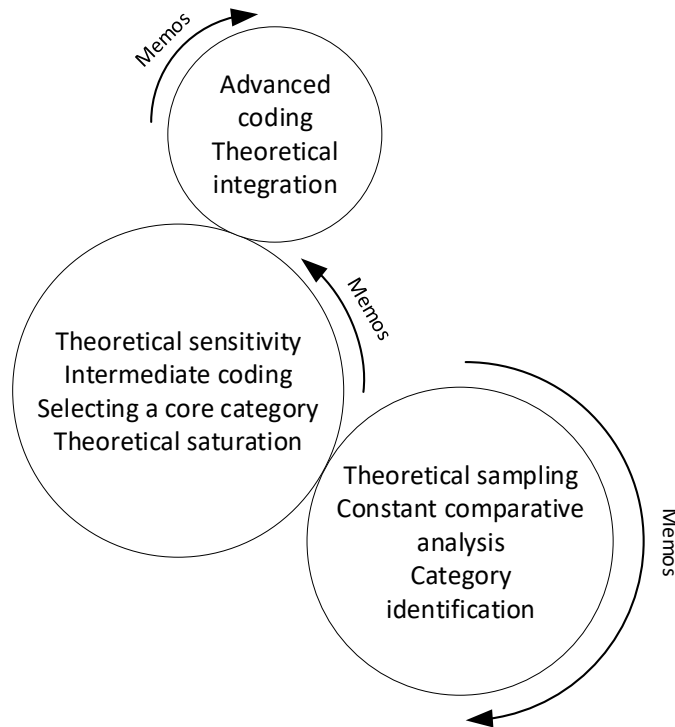 Memos
Advanced
coding
Theoretical
integration
Memos
Theoretical sensitivity
Intermediate coding
Selecting a core category
Theoretical saturation
Theoretical sampling
Constant comparative
analysis
Category
identification
Memos